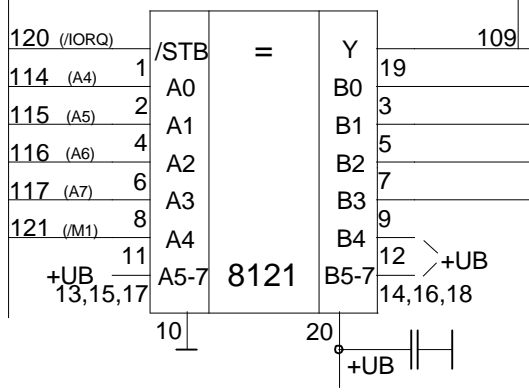 120 (/IORQ) /STB = Y 109
114 (A4) 1 A0 B0 19
115 (A5) 2 A1 B1 3
116 (A6) 4 A2 B2 5
117 (A7) 6 A3 B3 7
121 (/M1) 8 A4 B4 9
+UB 11 A5-7 8121 B5-7 12 +UB
13,15,17 14,16,18
10 20
+UB